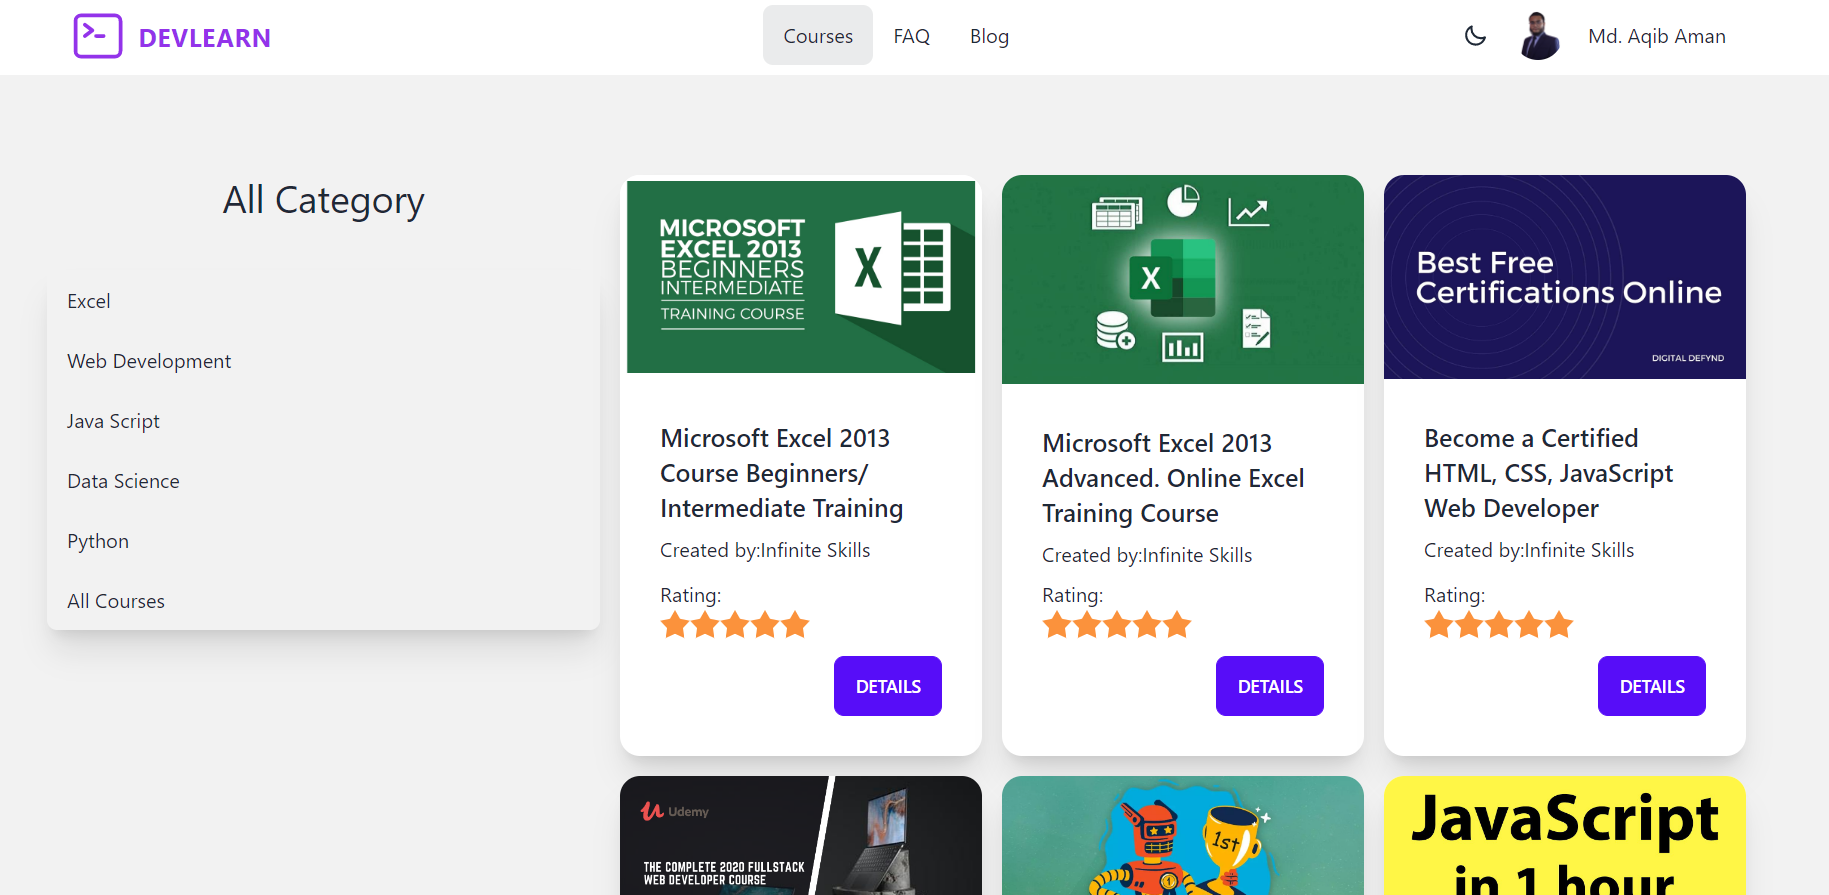 DEVLEARN
Courses
FAQ
Blog
Md. Aqib Aman
All Category
Excel
Web Development
Java Script
Data Science
Python
All Courses
MICROSOFT
EXCEL 2013
BEGINNERS
INTERMEDIATE
TRAINING COURSE
X
Microsoft Excel 2013
Course Beginners/
Intermediate Training
Created by:Infinite Skills
Rating:
DETAILS
X
Microsoft Excel 2013
Advanced. Online Excel
Training Course
Created by:Infinite Skills
Rating:
DETAILS
Best Free
Certifications Online
DIGITAL DEFYND
Become a Certified
HTML, CSS, JavaScript
Web Developer
Created by:Infinite Skills
Rating:
DETAILS
Udemy
THE COMPLETE 2020 FULLSTACK
WEB DEVELOPER COURSE
1st
JavaScript
in 1 hour